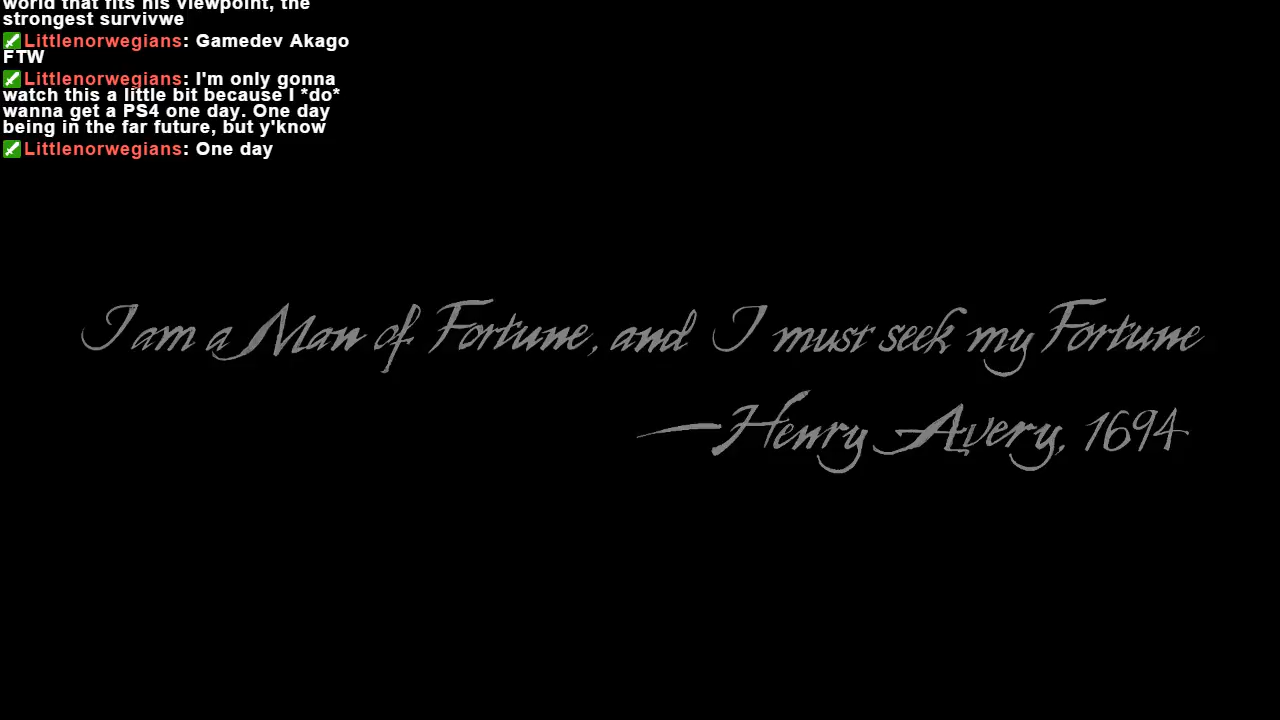 world that fits his viewpoint, the
strongest survivwe
Littlenorwegians: Gamedev Akago
FTW
Littlenorwegians: I'm only gonna
watch this a little bit because I *do*
wanna get a PS4 one day. One day
being in the far future, but y'know
Littlenorwegians: One day
I am a Man of Fortune, and I must seek my Fortune
—Henry Avery, 1694